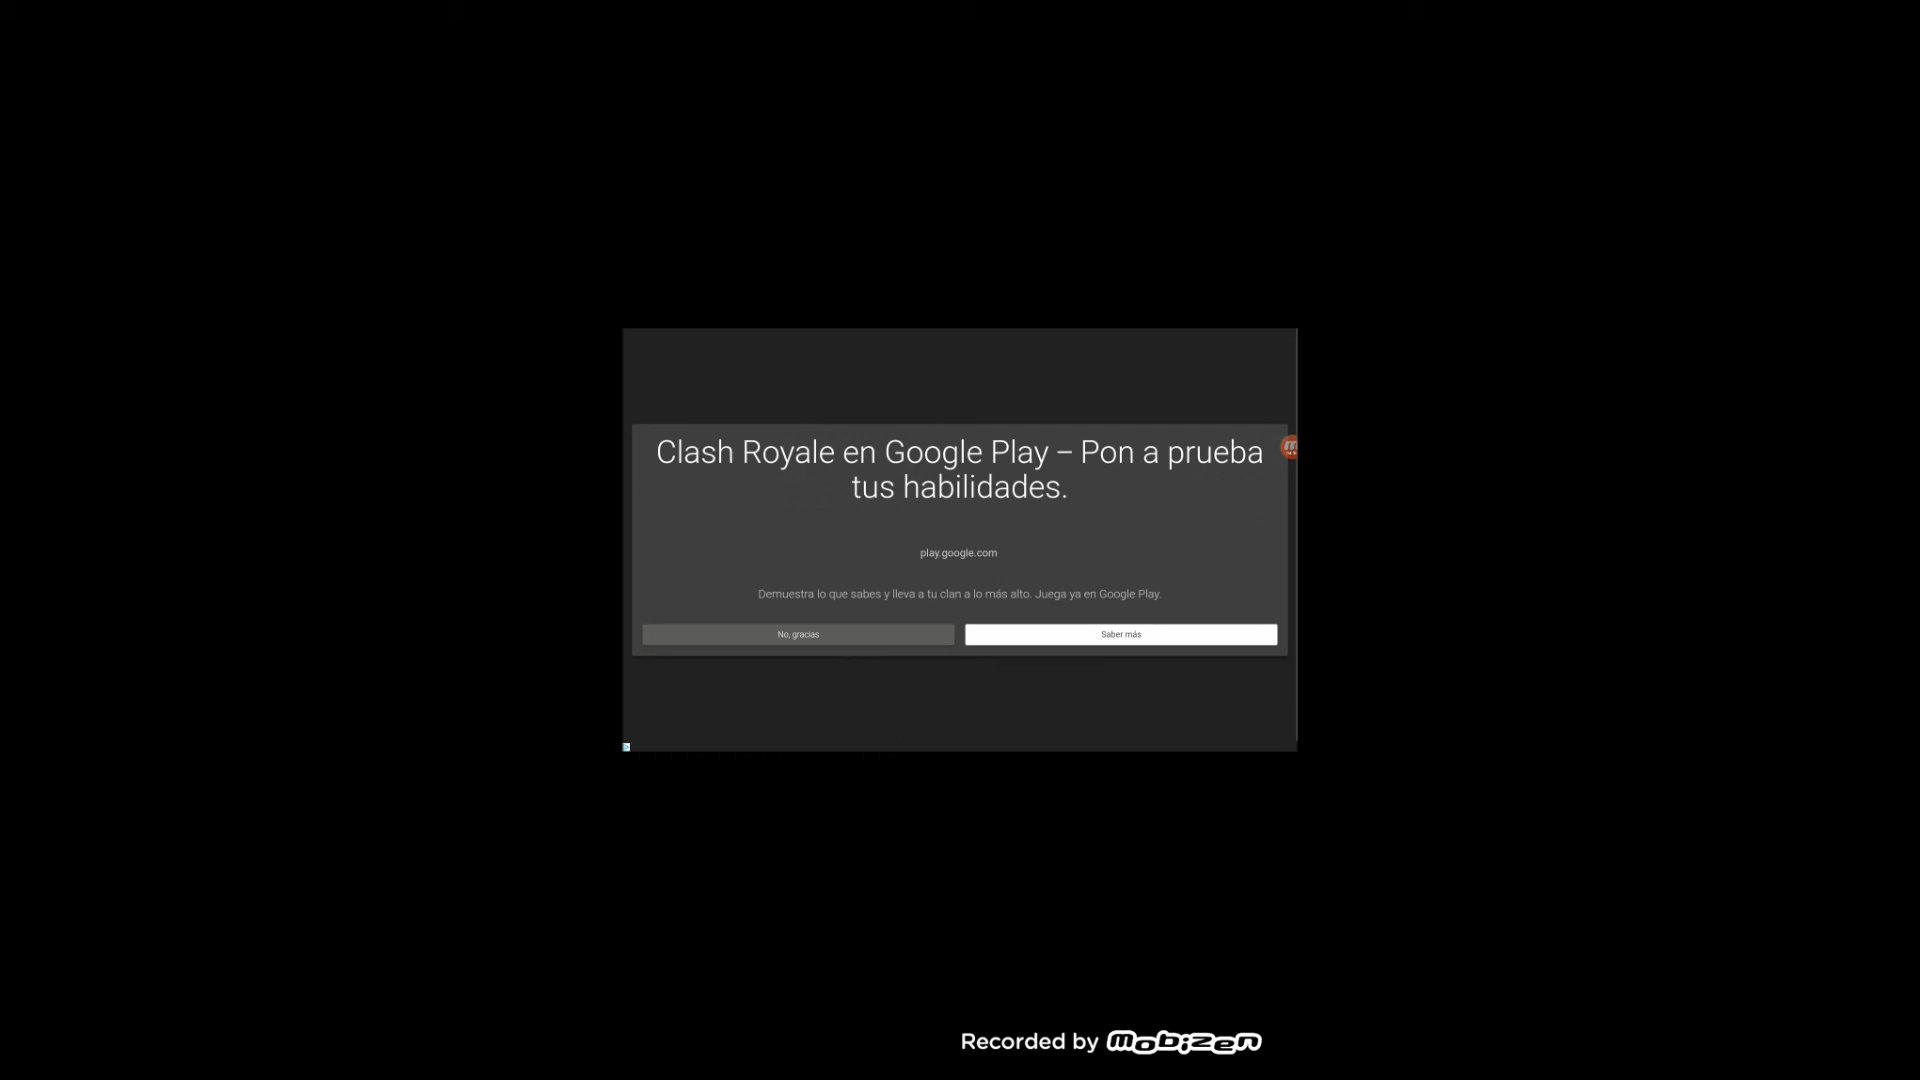 Clash Royale en Google Play – Pon a prueba
tus habilidades.
play.google.com
Demuestra lo que sabes y lleva a tu clan a lo más alto. Juega ya en Google Play.
No, gracias
Saber más
Recorded by Mobizen